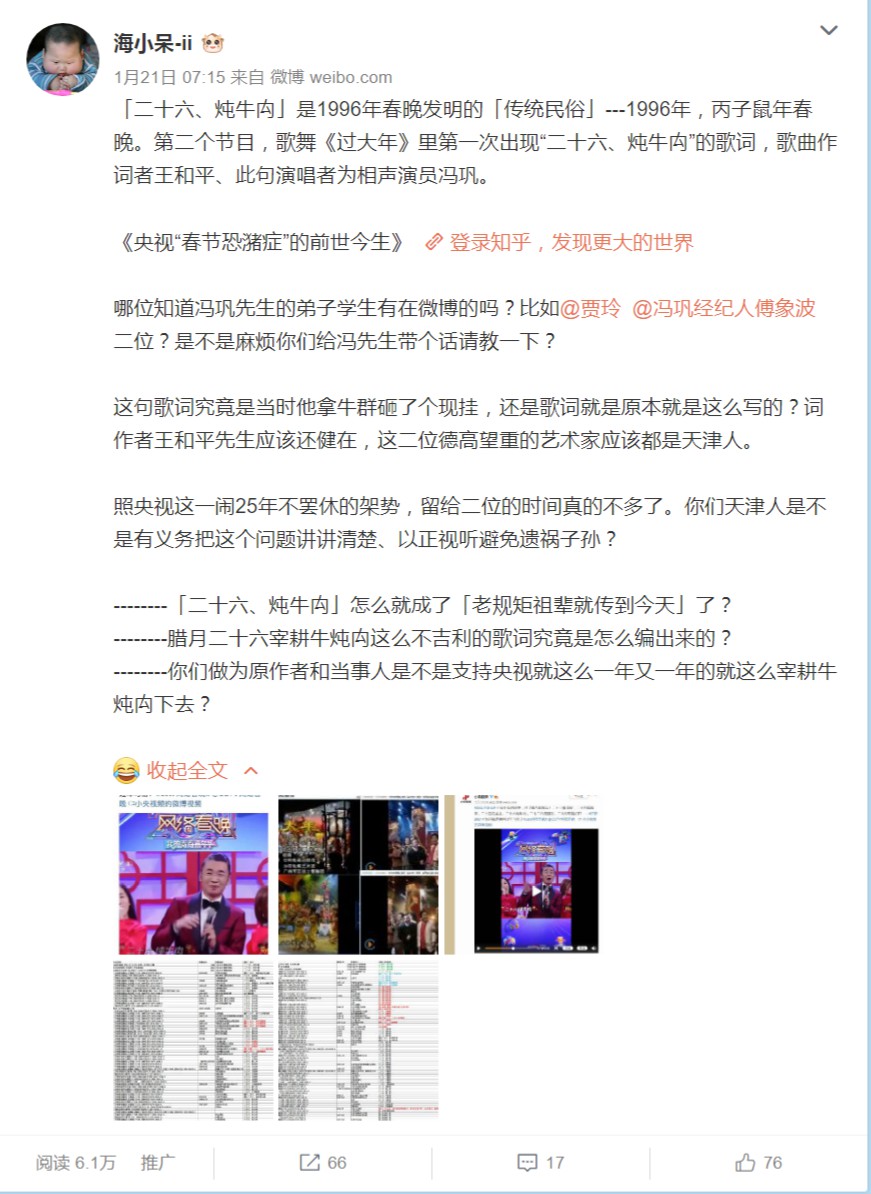 海小呆-ii
1月21日 07:15 来自 微博 weibo.com
「二十六、炖牛禸」是1996年春晚发明的「传统民俗」---1996年，丙子鼠年春
晚。第二个节目，歌舞《过大年》里第一次出现“二十六、炖牛禸”的歌词，歌曲作
词者王和平、此句演唱者为相声演员冯巩。
《央视“春节恐潴症”的前世今生》 登录知乎，发现更大的世界
哪位知道冯巩先生的弟子学生有在微博的吗？比如@贾玲 @冯巩经纪人傅象波
二位？是不是麻烦你们给冯先生带个话请教一下？
这句歌词究竟是当时他拿牛群砸了个现挂，还是歌词就是原本就是这么写的？词
作者王和平先生应该还健在，这二位德高望重的艺术家应该都是天津人。
照央视这一闹25年不罢休的架势，留给二位的时间真的不多了。你们天津人是不
是有义务把这个问题讲讲清楚、以正视听避免遗祸子孙？
--------「二十六、炖牛禸」怎么就成了「老规矩祖辈就传到今天」了？
--------腊月二十六宰耕牛炖禸这么不吉利的歌词究竟是怎么编出来的？
--------你们做为原作者和当事人是不是支持央视就这么一年又一年的就这么宰耕牛
炖禸下去？
收起全文
网络春晚
阅读 6.1万 推广 66 17 76